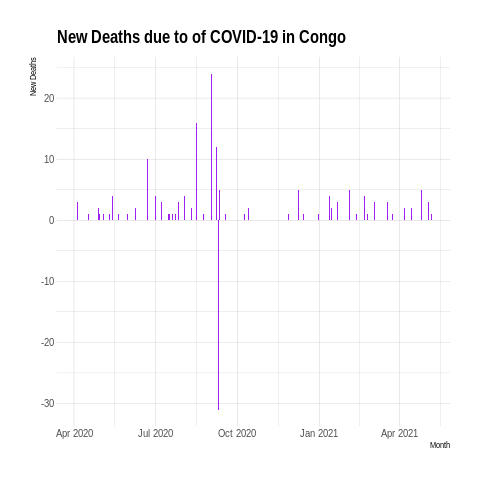 New Deaths due to of COVID-19 in Congo
New Deaths
20
10
0
-10
-20
-30
Apr 2020
Jul 2020
Oct 2020
Jan 2021
Apr 2021
Month